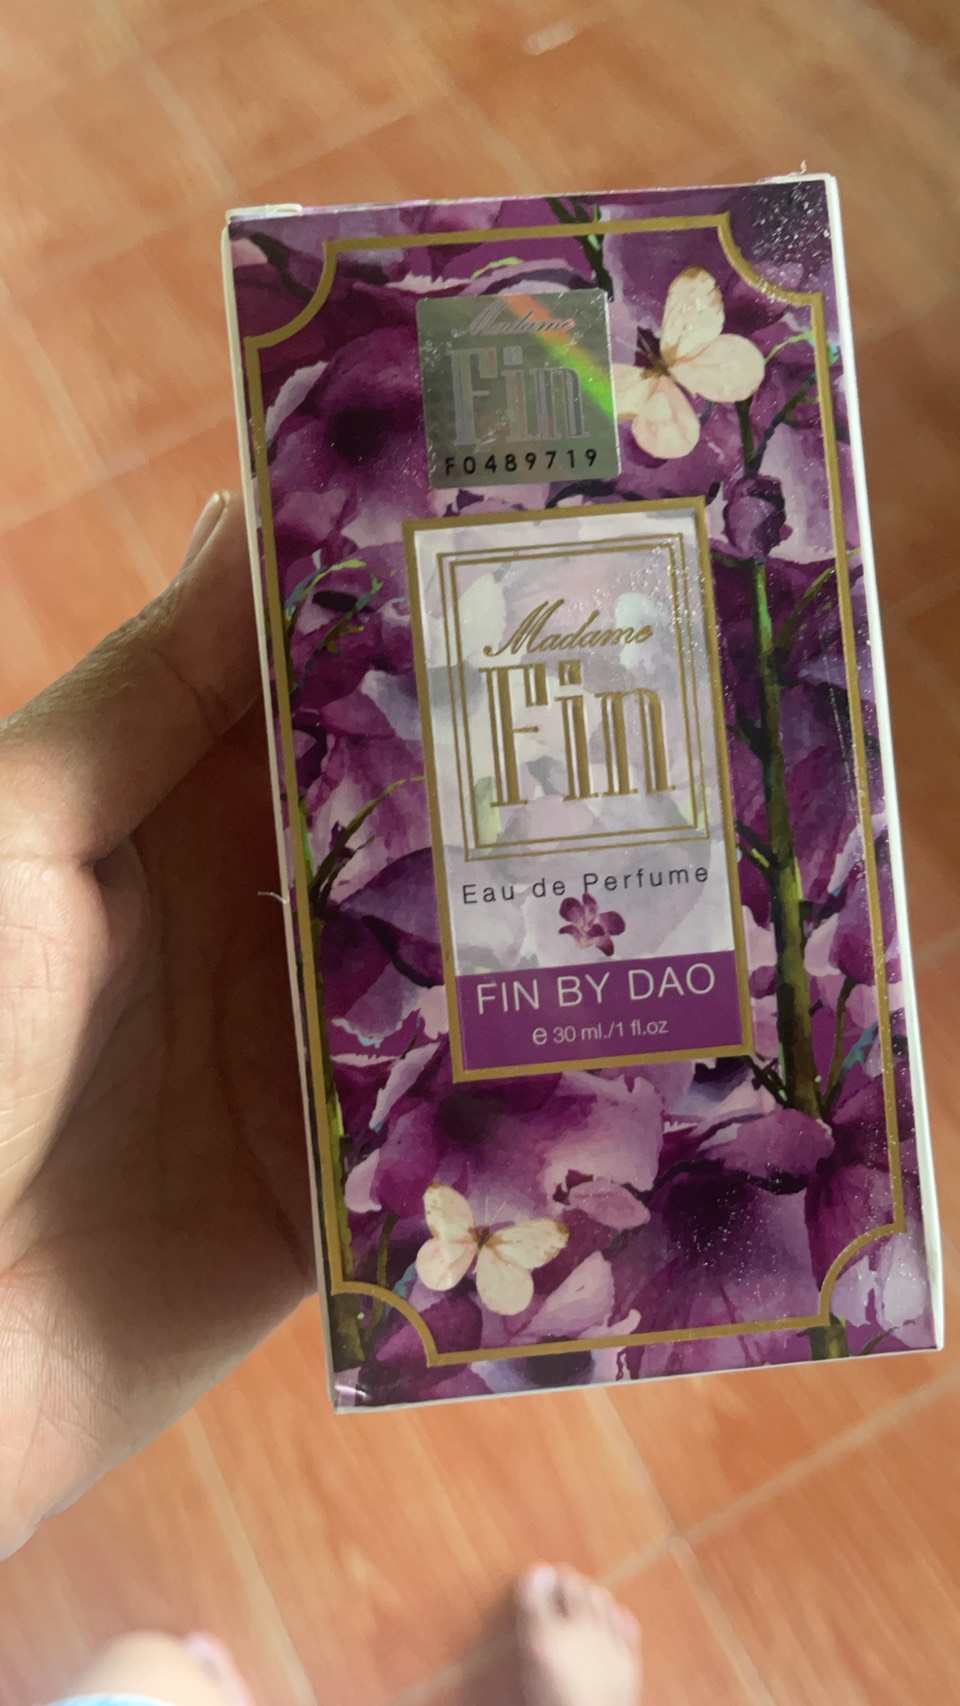 Madame
Fin
F0489719
Madame
Fin
Eau de Perfume
FIN BY DAO
e 30 ml./1 fl.oz